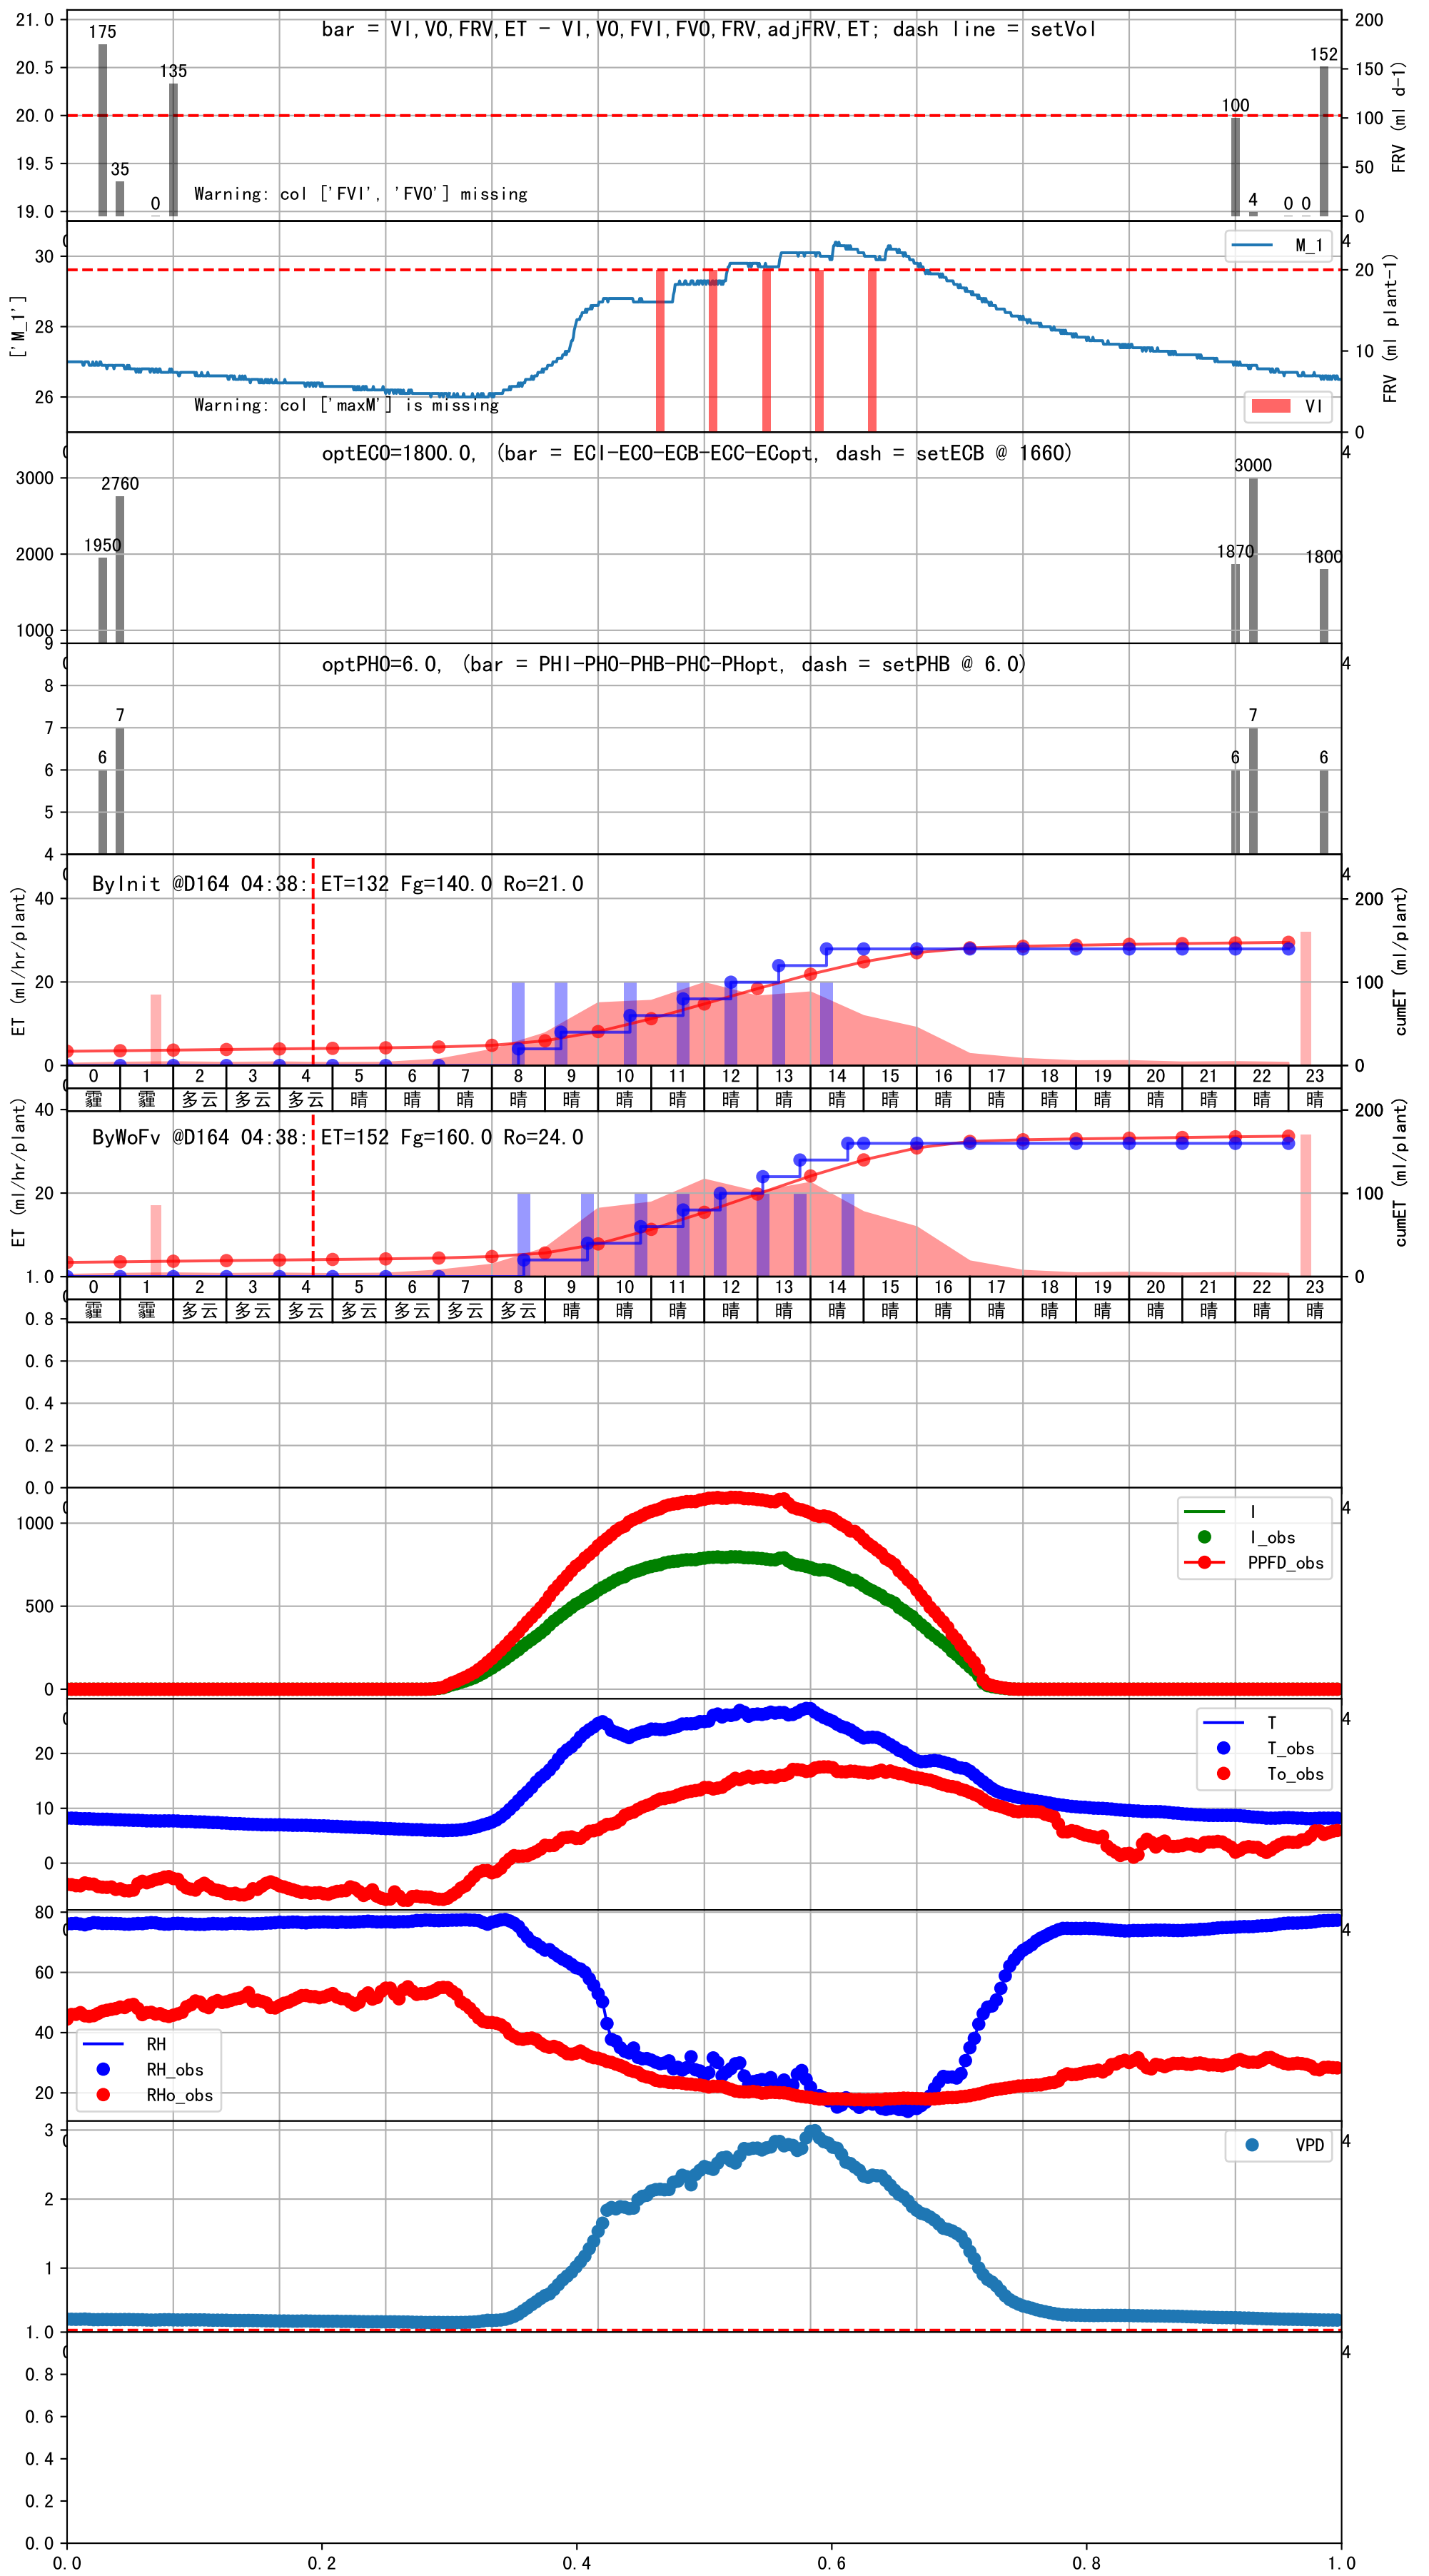 bar = VI,VO,FRV,ET - VI,VO,FVI,FVO,FRV,adjFRV,ET; dash line = setVol
21.0
20.5
20.0
19.5
19.0
175
35
0
135
100
4
0
0
152
Warning: col ['FVI', 'FVO'] missing
200
150
100
50
0
FRV (ml d-1)
['M_1']
30
28
26
M_1
VI
Warning: col ['maxM'] is missing
4
20
10
0
FRV (ml plant-1)
optECO=1800.0, (bar = ECI-ECO-ECB-ECC-ECopt, dash = setECB @ 1660)
3000
2000
1000
1950
2760
1870
3000
1800
4
optPHO=6.0, (bar = PHI-PHO-PHB-PHC-PHopt, dash = setPHB @ 6.0)
9
8
7
6
5
4
6
7
6
7
6
4
ByInit @D164 04:38: ET=132 Fg=140.0 Ro=21.0
ET (ml/hr/plant)
40
20
0
4
200
100
0
cumET (ml/plant)
0 1 2 3 4 5 6 7 8 9 10 11 12 13 14 15 16 17 18 19 20 21 22 23
霾 霾 多云 多云 多云 晴 晴 晴 晴 晴 晴 晴 晴 晴 晴 晴 晴 晴 晴 晴 晴 晴 晴 晴
ByWoFv @D164 04:38: ET=152 Fg=160.0 Ro=24.0
ET (ml/hr/plant)
40
20
200
100
0
cumET (ml/plant)
0 1 2 3 4 5 6 7 8 9 10 11 12 13 14 15 16 17 18 19 20 21 22 23
霾 霾 多云 多云 多云 多云 多云 多云 多云 晴 晴 晴 晴 晴 晴 晴 晴 晴 晴 晴 晴 晴 晴 晴
1.0
0.8
0.6
0.4
0.2
0.0
1000
500
0
I
I_obs
PPFD_obs
4
20
10
0
T
T_obs
To_obs
4
80
60
40
20
RH
RH_obs
RHo_obs
4
3
2
1
VPD
4
1.0
0.8
0.6
0.4
0.2
0.0
4
0.0 0.2 0.4 0.6 0.8 1.0